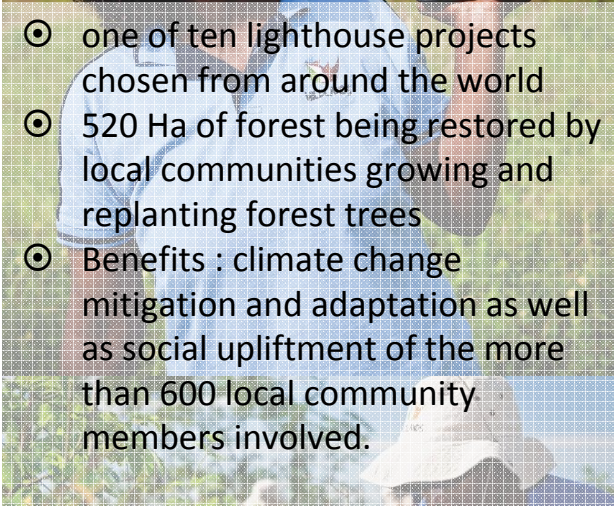 ⦿ one of ten lighthouse projects
chosen from around the world
⦿ 520 Ha of forest being restored by
local communities growing and
replanting forest trees
⦿ Benefits : climate change
mitigation and adaptation as well
as social upliftment of the more
than 600 local community
members involved.